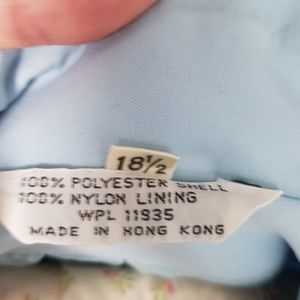 18½
100% POLYESTER SHELL
100% NYLON LINING
WPL 11935
MADE IN HONG KONG